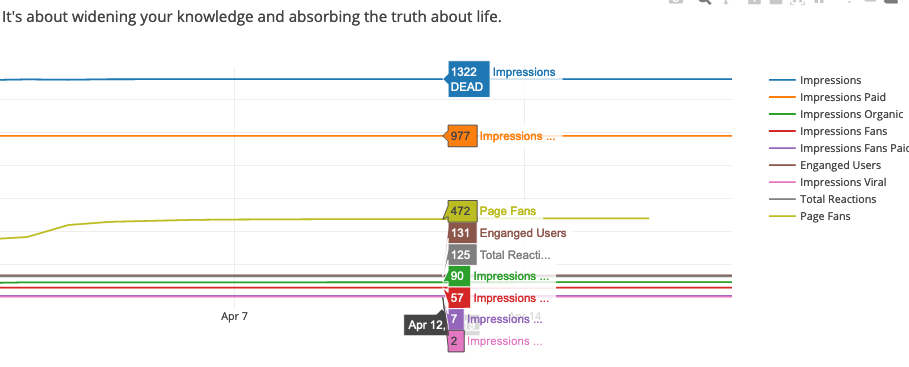 It's about widening your knowledge and absorbing the truth about life.
1322 Impressions
DEAD
977 Impressions ...
472 Page Fans
131 Enganged Users
125 Total Reacti...
90 Impressions ...
57 Impressions ...
7 Impressions ...
2 Impressions ...
Apr 7
Apr 12,
14
Impressions
Impressions Paid
Impressions Organic
Impressions Fans
Impressions Fans Paid
Enganged Users
Impressions Viral
Total Reactions
Page Fans